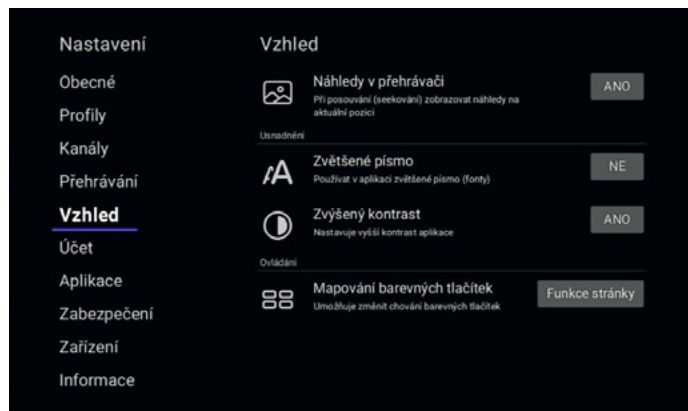 Nastavení
Obecné
Profily
Kanály
Přehrávání
Vzhled
Účet
Aplikace
Zabezpečení
Zařízení
Informace
Vzhled
Náhledy v přehrávači
Při posouvání (seekování) zobrazovat náhledy na
aktuální pozici
ANO
Usnadnění
Zvětšené písmo
Používat v aplikaci zvětšené písmo (fonty)
NE
Zvýšený kontrast
Nastavuje vyšší kontrast aplikace
ANO
Ovládání
Mapování barevných tlačítek
Umožňuje změnit chování barevných tlačítek
Funkce stránky